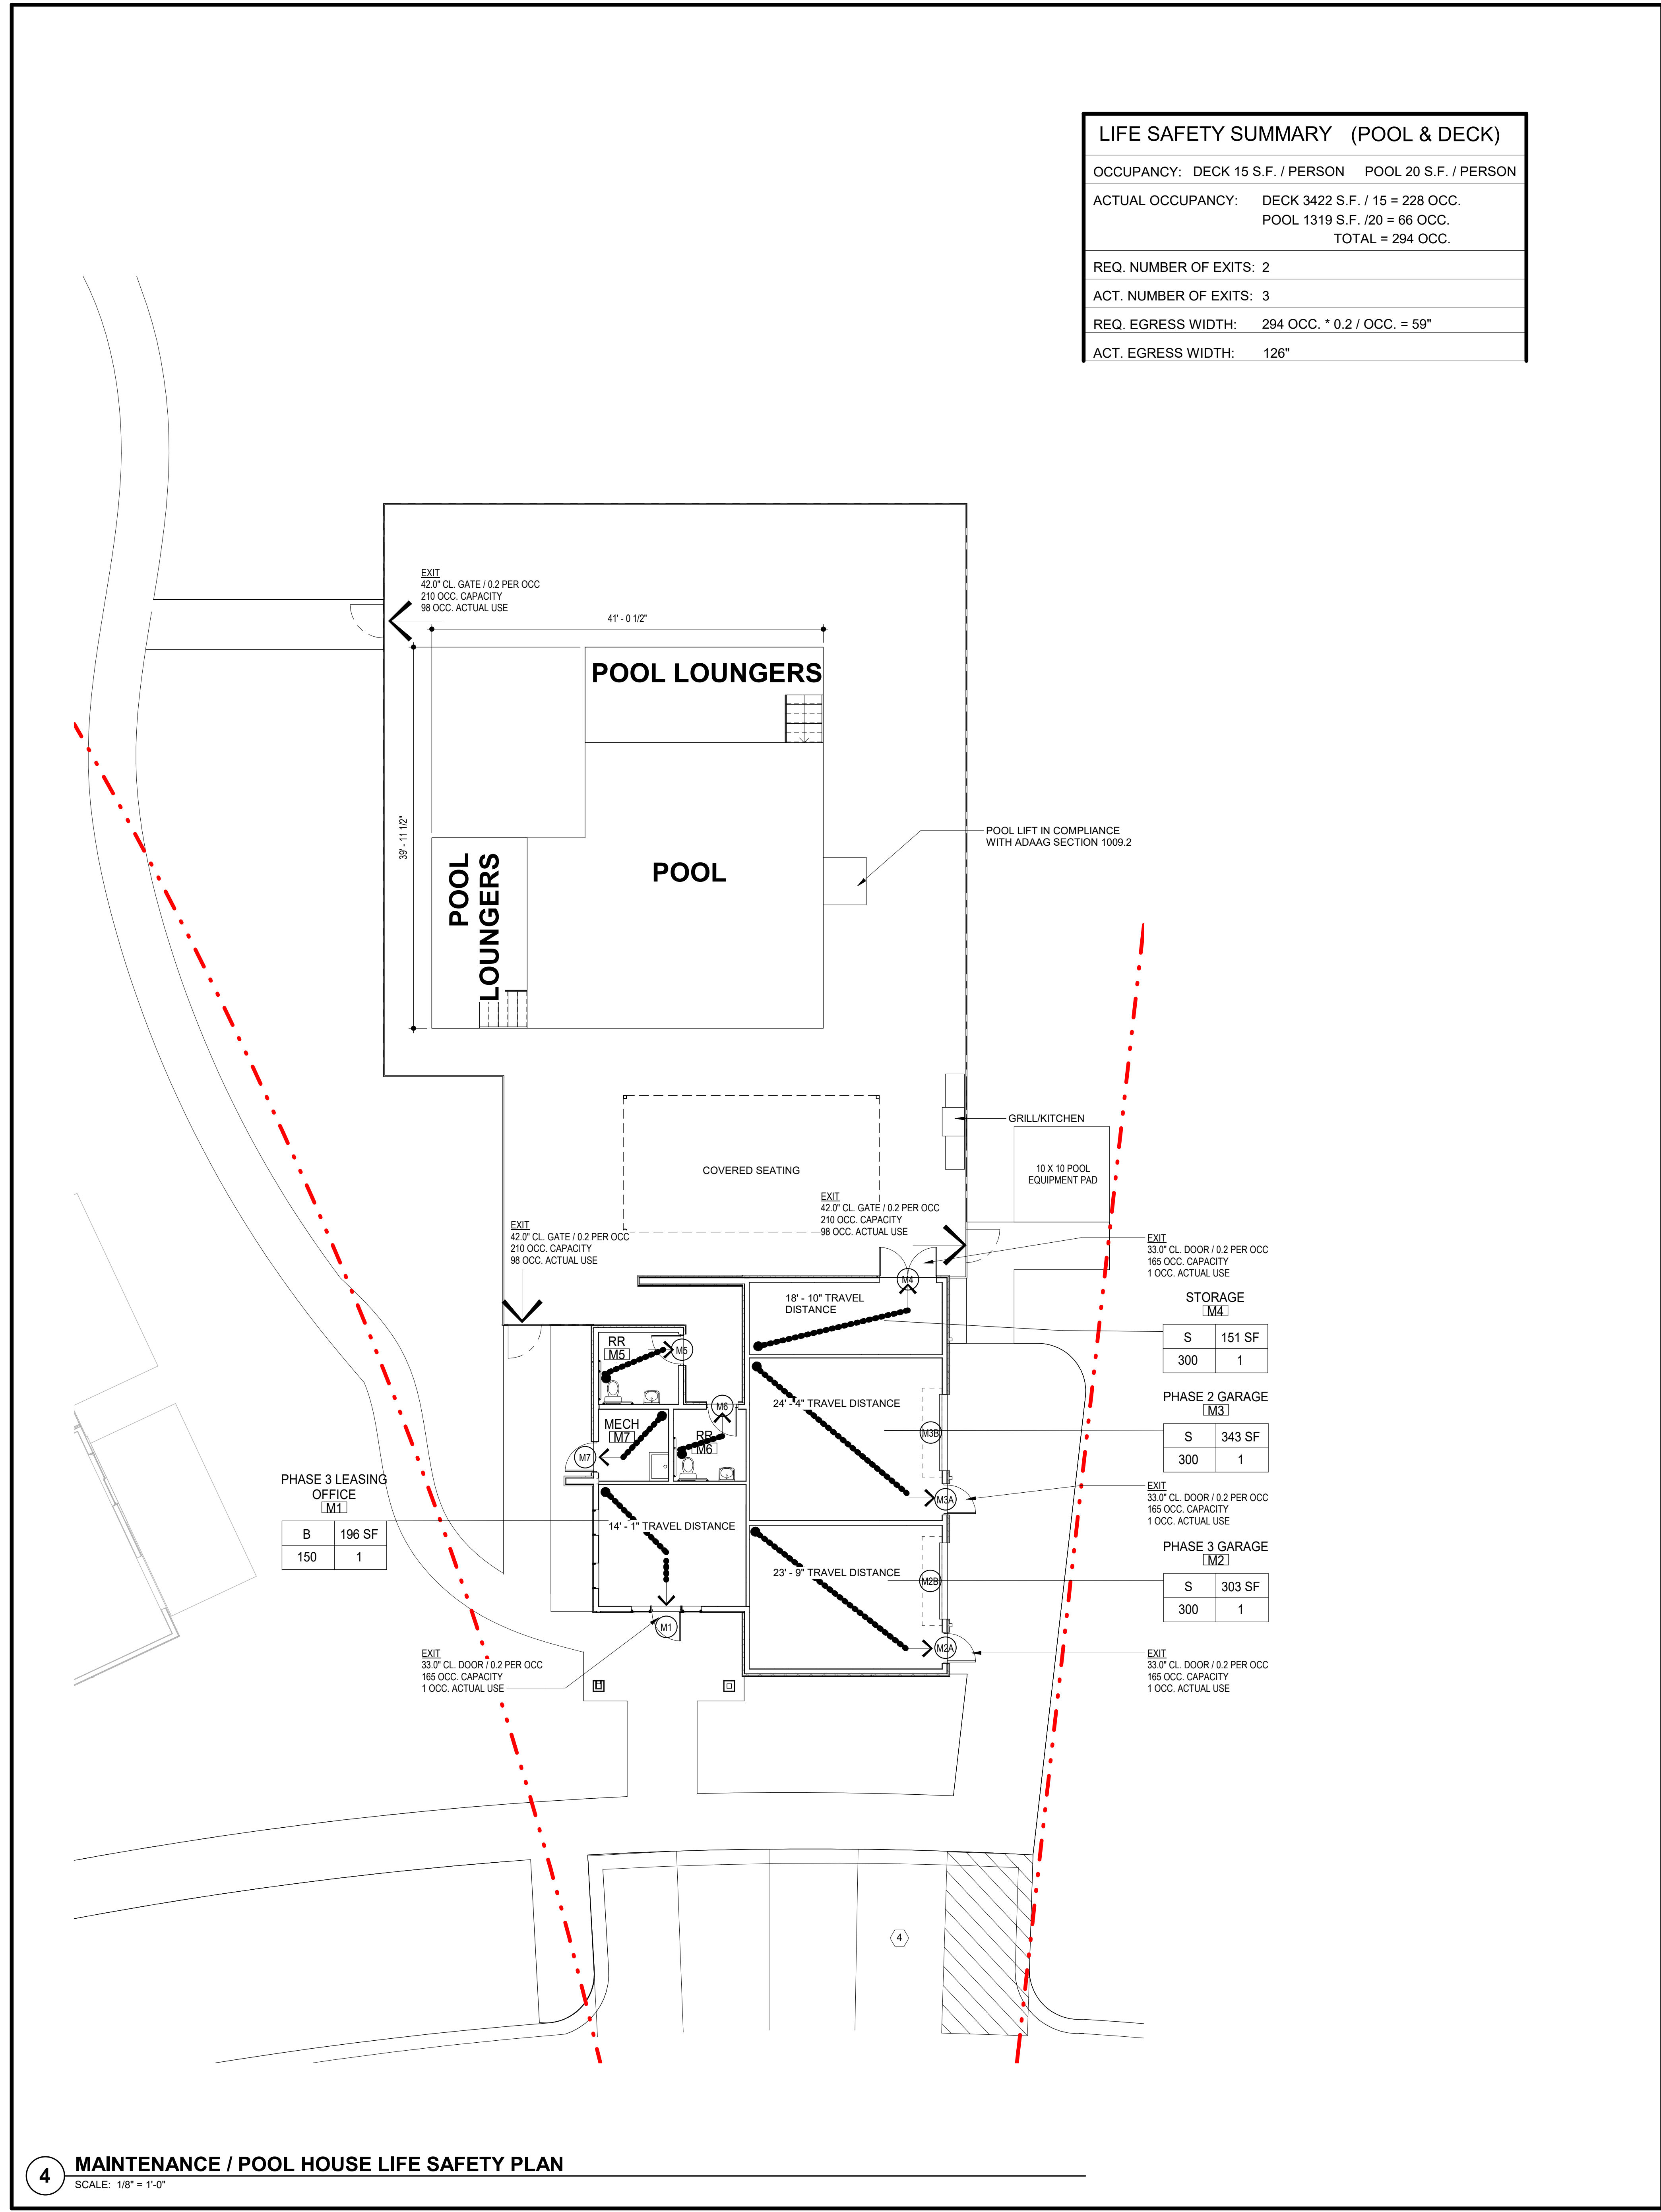 LIFE SAFETY SUMMARY (POOL & DECK)
OCCUPANCY: DECK 15 S.F. / PERSON POOL 20 S.F. / PERSON
ACTUAL OCCUPANCY: DECK 3422 S.F. / 15 = 228 OCC.
POOL 1319 S.F. /20 = 66 OCC.
TOTAL = 294 OCC.
REQ. NUMBER OF EXITS: 2
ACT. NUMBER OF EXITS: 3
REQ. EGRESS WIDTH: 294 OCC. * 0.2 / OCC. = 59"
ACT. EGRESS WIDTH: 126"
EXIT
42.0" CL. GATE / 0.2 PER OCC
210 OCC. CAPACITY
98 OCC. ACTUAL USE
41' - 0 1/2"
39' - 11 1/2"
POOL LOUNGERS
POOL
POOL
LOUNGERS
POOL LIFT IN COMPLIANCE
WITH ADAAG SECTION 1009.2
GRILL/KITCHEN
10 X 10 POOL
EQUIPMENT PAD
COVERED SEATING
EXIT
42.0" CL. GATE / 0.2 PER OCC
210 OCC. CAPACITY
98 OCC. ACTUAL USE
EXIT
42.0" CL. GATE / 0.2 PER OCC
210 OCC. CAPACITY
98 OCC. ACTUAL USE
EXIT
33.0" CL. DOOR / 0.2 PER OCC
165 OCC. CAPACITY
1 OCC. ACTUAL USE
M4
18' - 10" TRAVEL
DISTANCE
STORAGE
M4
S 151 SF
300 1
RR
M5
M5
PHASE 2 GARAGE
M3
S 343 SF
300 1
24' - 4" TRAVEL DISTANCE
M6
M3B
MECH
M7
RR
M6
M7
PHASE 3 LEASING
OFFICE
M1
B 196 SF
150 1
M3A
EXIT
33.0" CL. DOOR / 0.2 PER OCC
165 OCC. CAPACITY
1 OCC. ACTUAL USE
14' - 1" TRAVEL DISTANCE
PHASE 3 GARAGE
M2
S 303 SF
300 1
23' - 9" TRAVEL DISTANCE
M2B
M1
M2A
EXIT
33.0" CL. DOOR / 0.2 PER OCC
165 OCC. CAPACITY
1 OCC. ACTUAL USE
EXIT
33.0" CL. DOOR / 0.2 PER OCC
165 OCC. CAPACITY
1 OCC. ACTUAL USE
4
4
MAINTENANCE / POOL HOUSE LIFE SAFETY PLAN
SCALE: 1/8" = 1'-0"